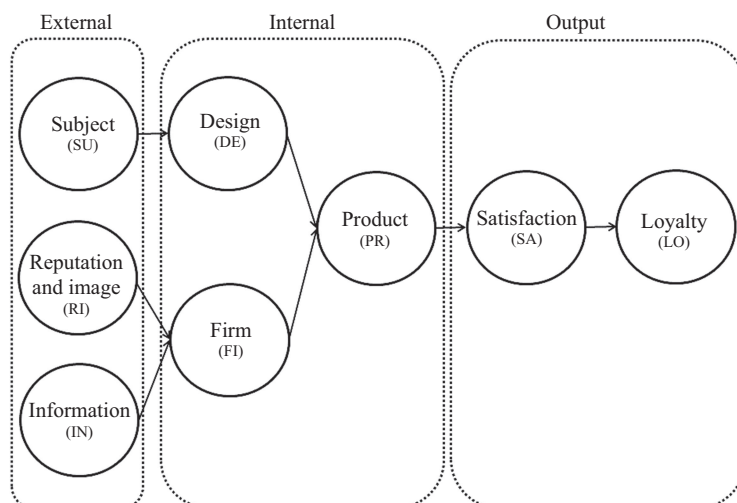 External
Internal
Output
Subject
(SU)
Design
(DE)
Product
(PR)
Satisfaction
(SA)
Loyalty
(LO)
Reputation
and image
(RI)
Firm
(FI)
Information
(IN)